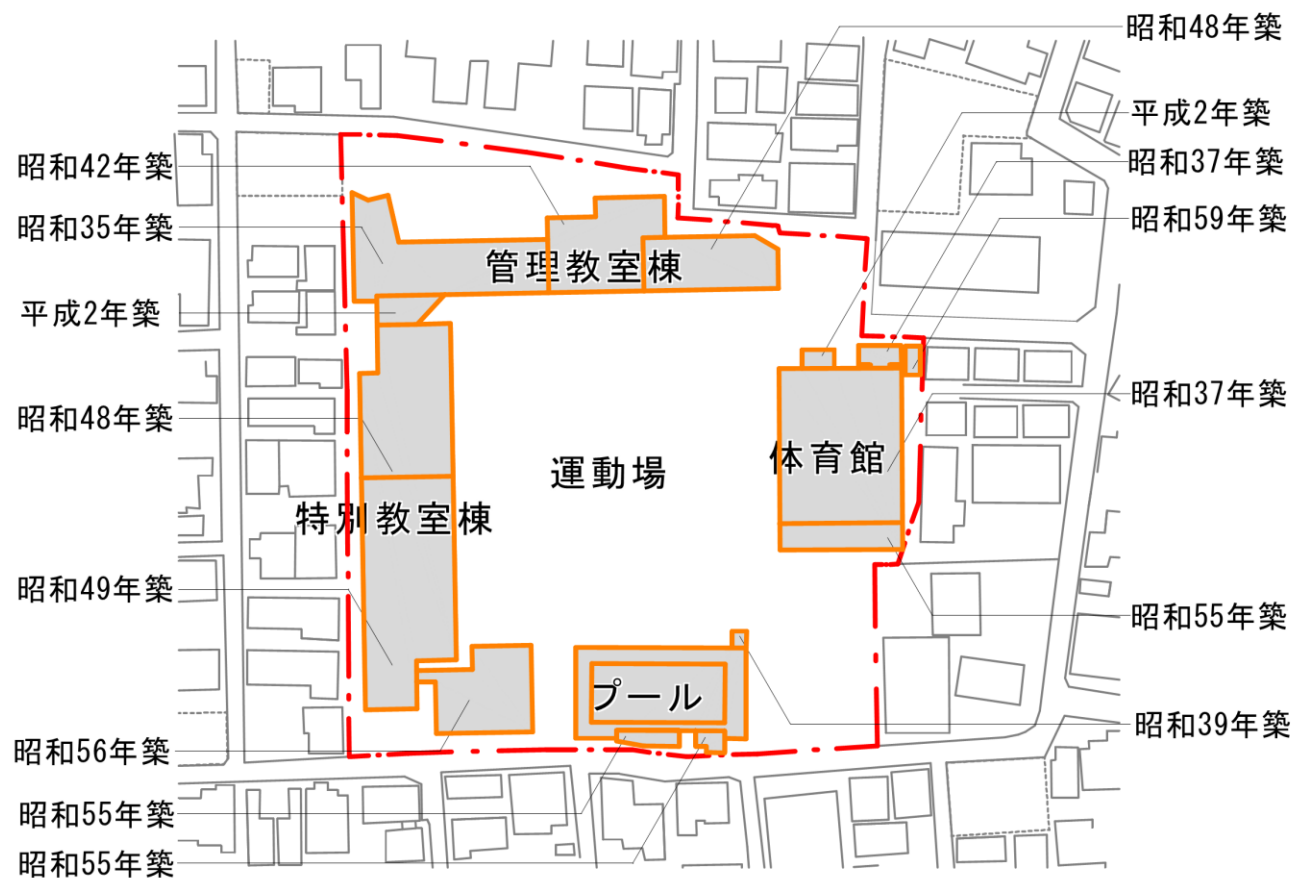 昭和48年築
平成2年築
昭和42年築
昭和37年築
昭和35年築
昭和59年築
管理教室棟
平成2年築
昭和37年築
昭和48年築
体育館
運動場
特別教室棟
昭和49年築
昭和55年築
プール
昭和39年築
昭和56年築
昭和55年築
昭和55年築